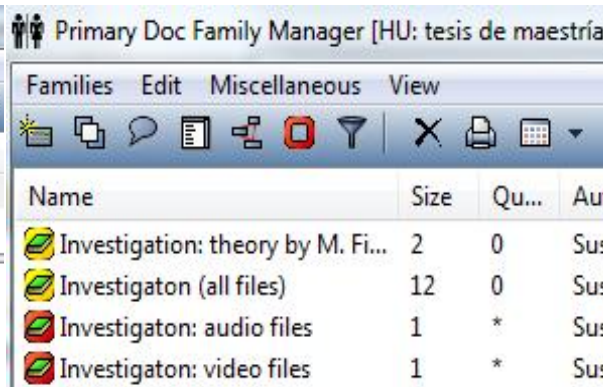 Primary Doc Family Manager [HU: tesis de maestría
Families Edit Miscellaneous View
Name Size Qu... Au
Investigation: theory by M. Fi... 2 0 Sus
Investigaton (all files) 12 0 Sus
Investigaton: audio files 1 * Sus
Investigaton: video files 1 * Sus